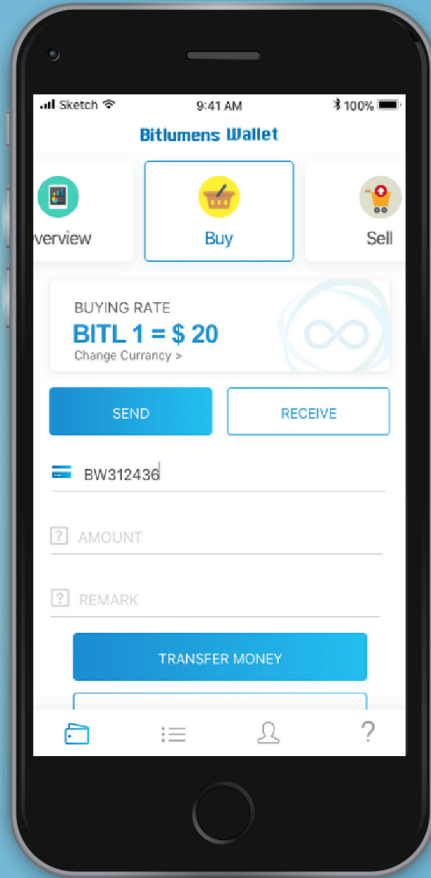 Sketch 9:41 AM 100%
Bitlumens Wallet
verview Buy Sell
BUYING RATE
BITL 1 = $ 20
Change Currency >
SEND RECEIVE
BW312436
? AMOUNT
? REMARK
TRANSFER MONEY
?